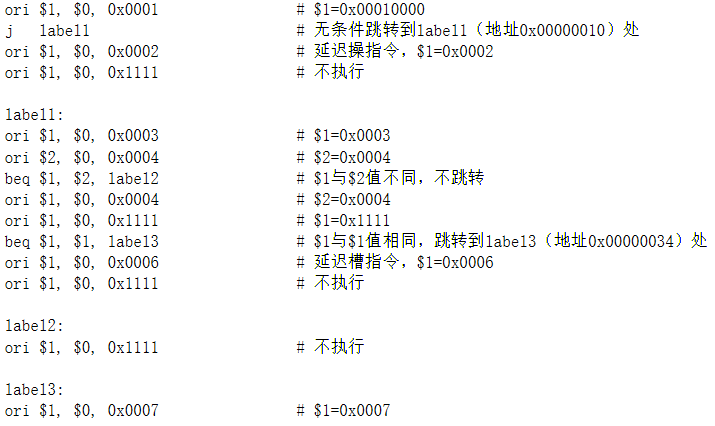 ori $1, $0, 0x0001 # $1=0x00010000
j label1 # 无条件跳转到label1（地址0x00000010）处
ori $1, $0, 0x0002 # 延迟操指令，$1=0x0002
ori $1, $0, 0x1111 # 不执行
label1:
ori $1, $0, 0x0003 # $1=0x0003
ori $2, $0, 0x0004 # $2=0x0004
beq $1, $2, label2 # $1与$2值不同，不跳转
ori $1, $0, 0x0004 # $2=0x0004
ori $1, $0, 0x1111 # $1=0x1111
beq $1, $1, label3 # $1与$1值相同，跳转到label3（地址0x00000034）处
ori $1, $0, 0x0006 # 延迟槽指令，$1=0x0006
ori $1, $0, 0x1111 # 不执行
label2:
ori $1, $0, 0x1111 # 不执行
label3:
ori $1, $0, 0x0007 # $1=0x0007